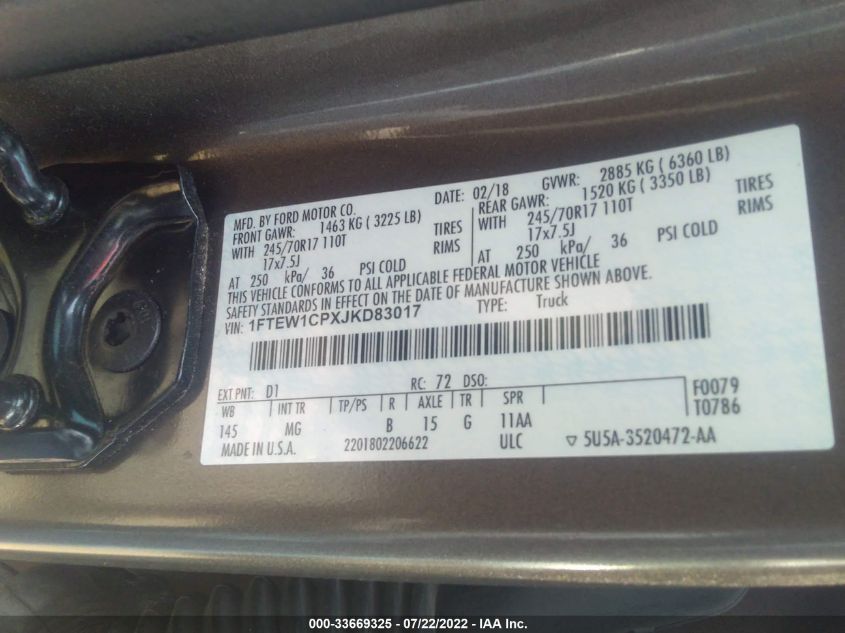 MFD. BY FORD MOTOR CO.
DATE: 02/18 GVWR: 2885 KG ( 6360 LB)
FRONT GAWR: 1463 KG ( 3225 LB) REAR GAWR: 1520 KG ( 3350 LB)
WITH 245/70R17 110T TIRES WITH 245/70R17 110T TIRES
17x7.5J RIMS 17x7.5J RIMS
AT 250 kPa/ 36 PSI COLD AT 250 kPa/ 36 PSI COLD
THIS VEHICLE CONFORMS TO ALL APPLICABLE FEDERAL MOTOR VEHICLE
SAFETY STANDARDS IN EFFECT ON THE DATE OF MANUFACTURE SHOWN ABOVE.
VIN: 1FTEW1CPXJKD83017 TYPE: Truck
EXT PNT: D1 RC: 72 DSO: F0079
WB INT TR TP/PS R AXLE TR SPR T0786
145 MG B 15 G 11AA
MADE IN U.S.A. 2201802206622 ULC 5U5A-3520472-AA
000-33669325 / 07/22/2022 - IAA Inc.